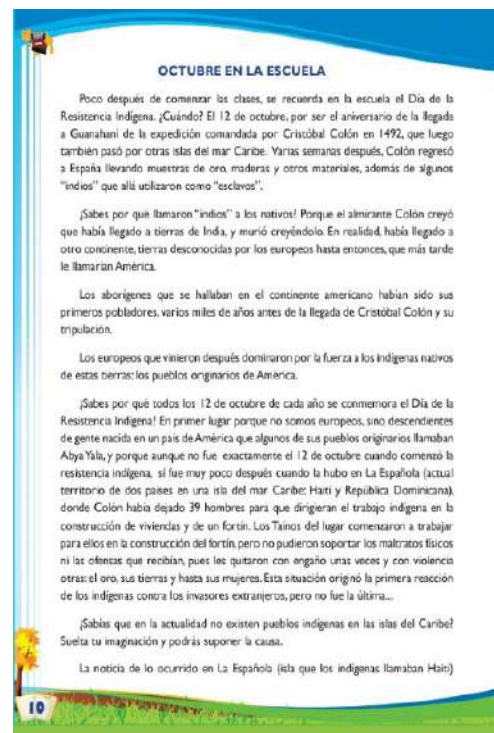 OCTUBRE EN LA ESCUELA
Poco después de comenzar las clases, se recuerda en la escuela el Día de la
Resistencia Indígena. ¿Cuándo? El 12 de octubre, por ser el aniversario de la llegada
a Guanahani de la expedición comandada por Cristóbal Colón en 1492, que luego
también pasó por otras islas del mar Caribe. Varias semanas después, Colón regresó
a España llevando muestras de oro, maderas y otros materiales, además de algunos
"indios" que allá utilizaron como "esclavos".
¿Sabes por qué llamaron "indios" a los nativos? Porque el almirante Colón creyó
que había llegado a tierras de India, y murió creyéndolo. En realidad, había llegado a
otro continente, tierras desconocidas por los europeos hasta entonces, que más tarde
le llamarían América.
Los aborígenes que se hallaban en el continente americano habían sido sus
primeros pobladores, varios miles de años antes de la llegada de Cristóbal Colón y su
tripulación.
Los europeos que vinieron después dominaron por la fuerza a los indígenas nativos
de estas tierras: los pueblos originarios de América.
¿Sabes por qué todos los 12 de octubre de cada año se conmemora el Día de la
Resistencia Indígena? En primer lugar porque no somos europeos, sino descendientes
de gente nacida en un país de América que algunos de sus pueblos originarios llamaban
Abya Yala, y porque aunque no fue exactamente el 12 de octubre cuando comenzó la
resistencia indígena, sí fue muy poco después cuando la hubo en La Española (actual
territorio de dos países en una isla del mar Caribe: Haití y República Dominicana),
donde Colón había dejado 39 hombres para que dirigieran el trabajo indígena en la
construcción de viviendas y de un fortín. Los Taínos del lugar comenzaron a trabajar
para ellos en la construcción del fortín, pero no pudieron soportar los maltratos físicos
ni las ofensas que recibían, pues les quitaron con engaño unas veces y con violencia
otras: el oro, sus tierras y hasta sus mujeres. Esta situación originó la primera reacción
de los indígenas contra los invasores extranjeros, pero no fue la última...
¿Sabías que en la actualidad no existen pueblos indígenas en las islas del Caribe?
Suelta tu imaginación y podrás suponer la causa.
La noticia de lo ocurrido en La Española (isla que los indígenas llamaban Haití)
10